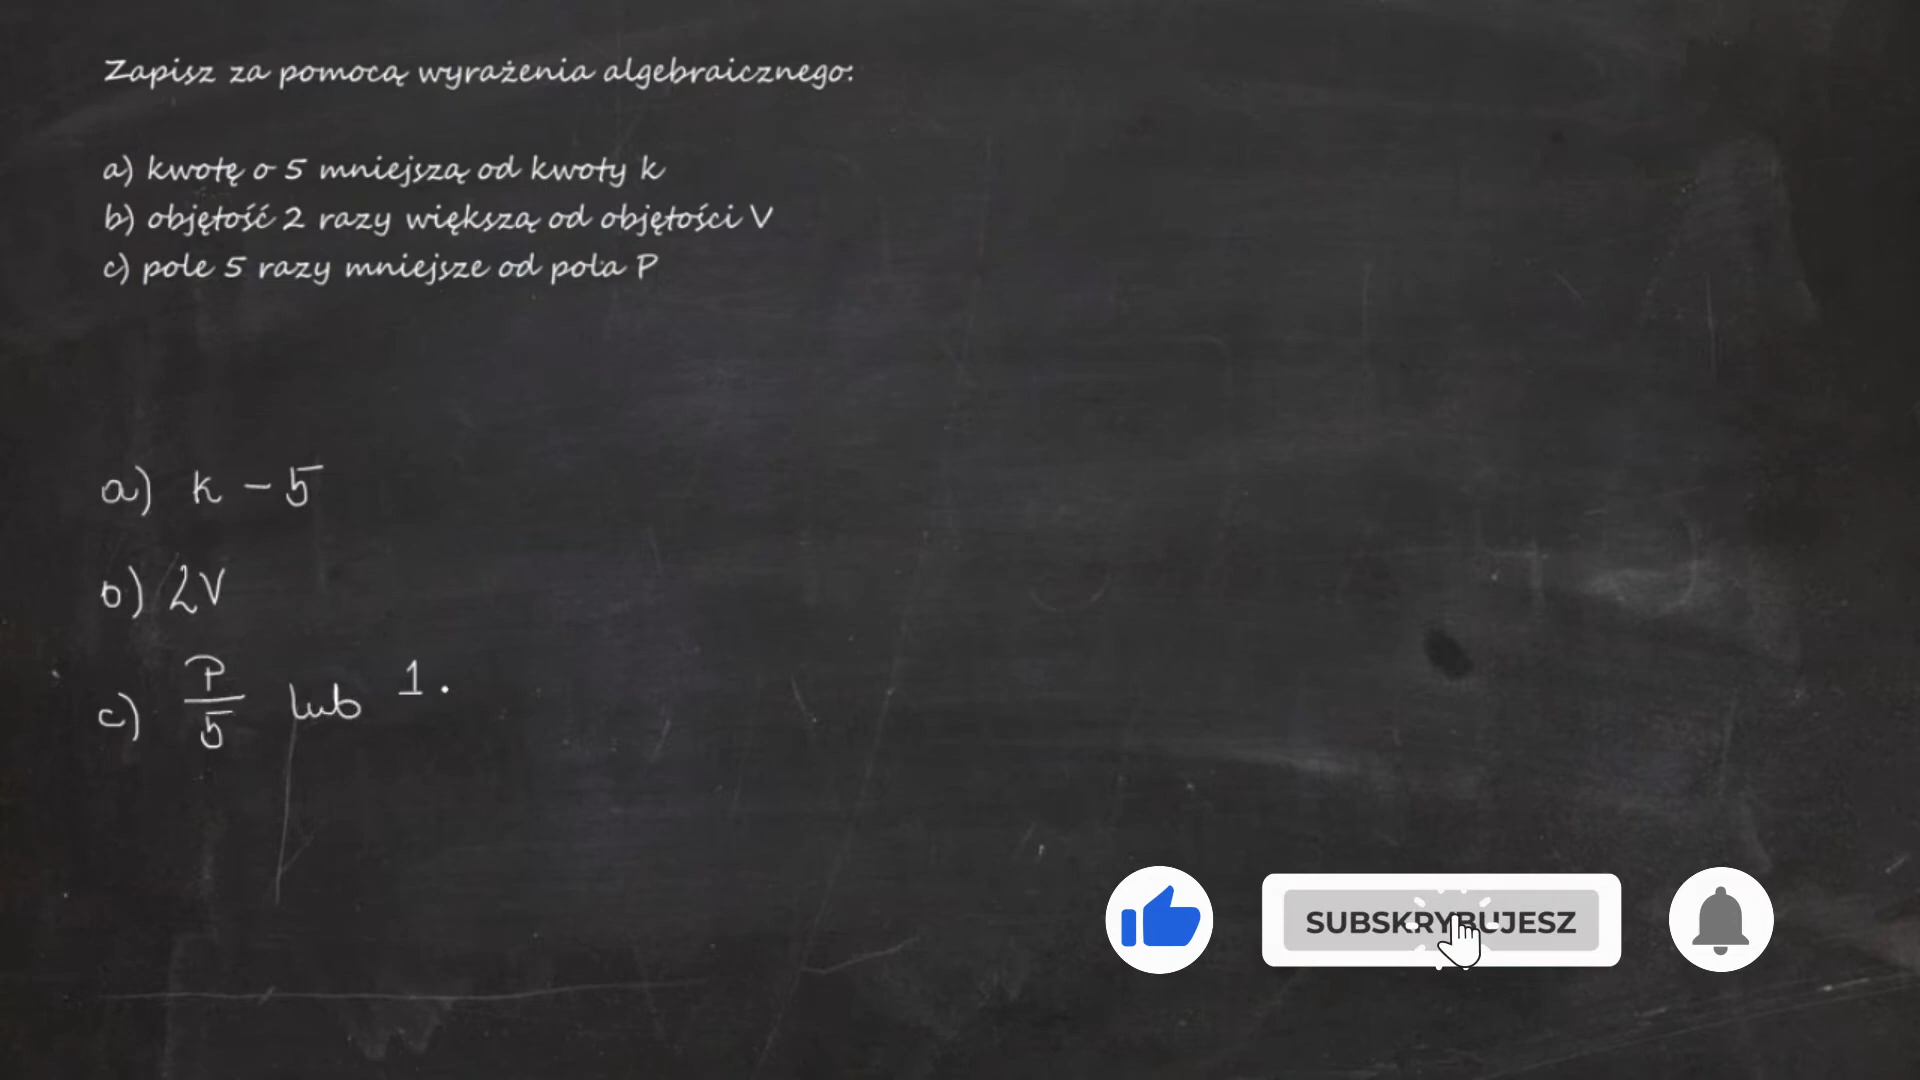 Zapisz za pomocą wyrażenia algebraicznego:
a) kwotę o 5 mniejszą od kwoty k
b) objętość 2 razy większą od objętości V
c) pole 5 razy mniejsze od pola P
a) k - 5
b) 2V
c) P/5 lub 1.
SUBSKRYBUJESZ